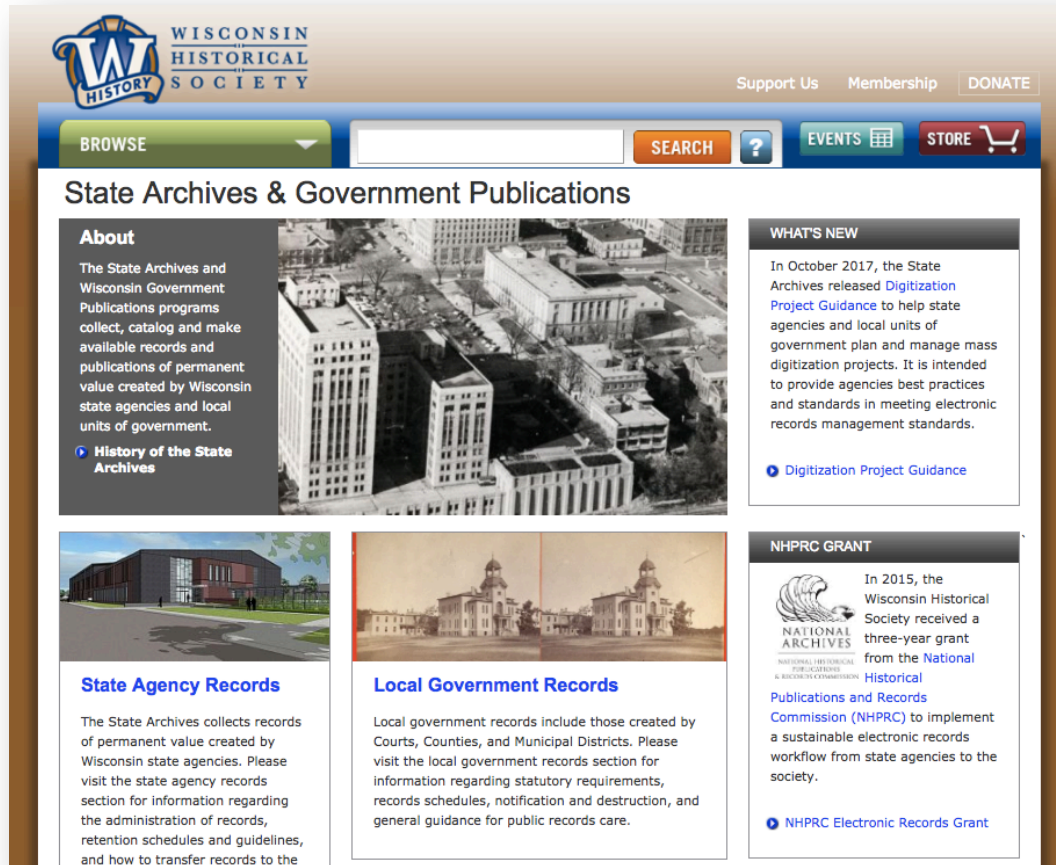 WISCONSIN
HISTORICAL
SOCIETY
W
HISTORY
Support Us Membership DONATE
BROWSE
SEARCH ? EVENTS STORE
State Archives & Government Publications
About
The State Archives and
Wisconsin Government
Publications programs
collect, catalog and make
available records and
publications of permanent
value created by Wisconsin
state agencies and local
units of government.
History of the State
Archives
WHAT'S NEW
In October 2017, the State
Archives released Digitization
Project Guidance to help state
agencies and local units of
government plan and manage mass
digitization projects. It is intended
to provide agencies best practices
and standards in meeting electronic
records management standards.
Digitization Project Guidance
State Agency Records
The State Archives collects records
of permanent value created by
Wisconsin state agencies. Please
visit the state agency records
section for information regarding
the administration of records,
retention schedules and guidelines,
and how to transfer records to the
Local Government Records
Local government records include those created by
Courts, Counties, and Municipal Districts. Please
visit the local government records section for
information regarding statutory requirements,
records schedules, notification and destruction, and
general guidance for public records care.
NHPRC GRANT
NATIONAL
ARCHIVES
NATIONAL HISTORICAL
PUBLICATIONS
& RECORDS COMMISSION
In 2015, the
Wisconsin Historical
Society received a
three-year grant
from the National
Historical
Publications and Records
Commission (NHPRC) to implement
a sustainable electronic records
workflow from state agencies to the
society.
NHPRC Electronic Records Grant